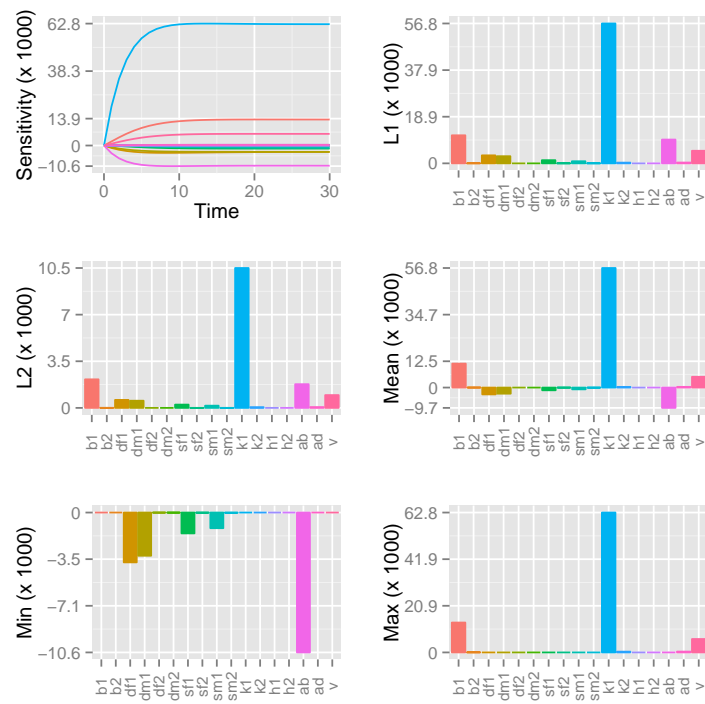 Sensitivity (x 1000)
62.8
38.3
13.9
0
−10.6
0 10 20 30
Time
L1 (x 1000)
56.8
37.9
18.9
0
b1 b2 df1 dm1 df2 dm2 sf1 sf2 sm1 sm2 k1 k2 h1 h2 ab ad v
L2 (x 1000)
10.5
7
3.5
0
b1 b2 df1 dm1 df2 dm2 sf1 sf2 sm1 sm2 k1 k2 h1 h2 ab ad v
Mean (x 1000)
56.8
34.7
12.5
0
−9.7
b1 b2 df1 dm1 df2 dm2 sf1 sf2 sm1 sm2 k1 k2 h1 h2 ab ad v
Min (x 1000)
0
−3.5
−7.1
−10.6
b1 b2 df1 dm1 df2 dm2 sf1 sf2 sm1 sm2 k1 k2 h1 h2 ab ad v
Max (x 1000)
62.8
41.9
20.9
0
b1 b2 df1 dm1 df2 dm2 sf1 sf2 sm1 sm2 k1 k2 h1 h2 ab ad v